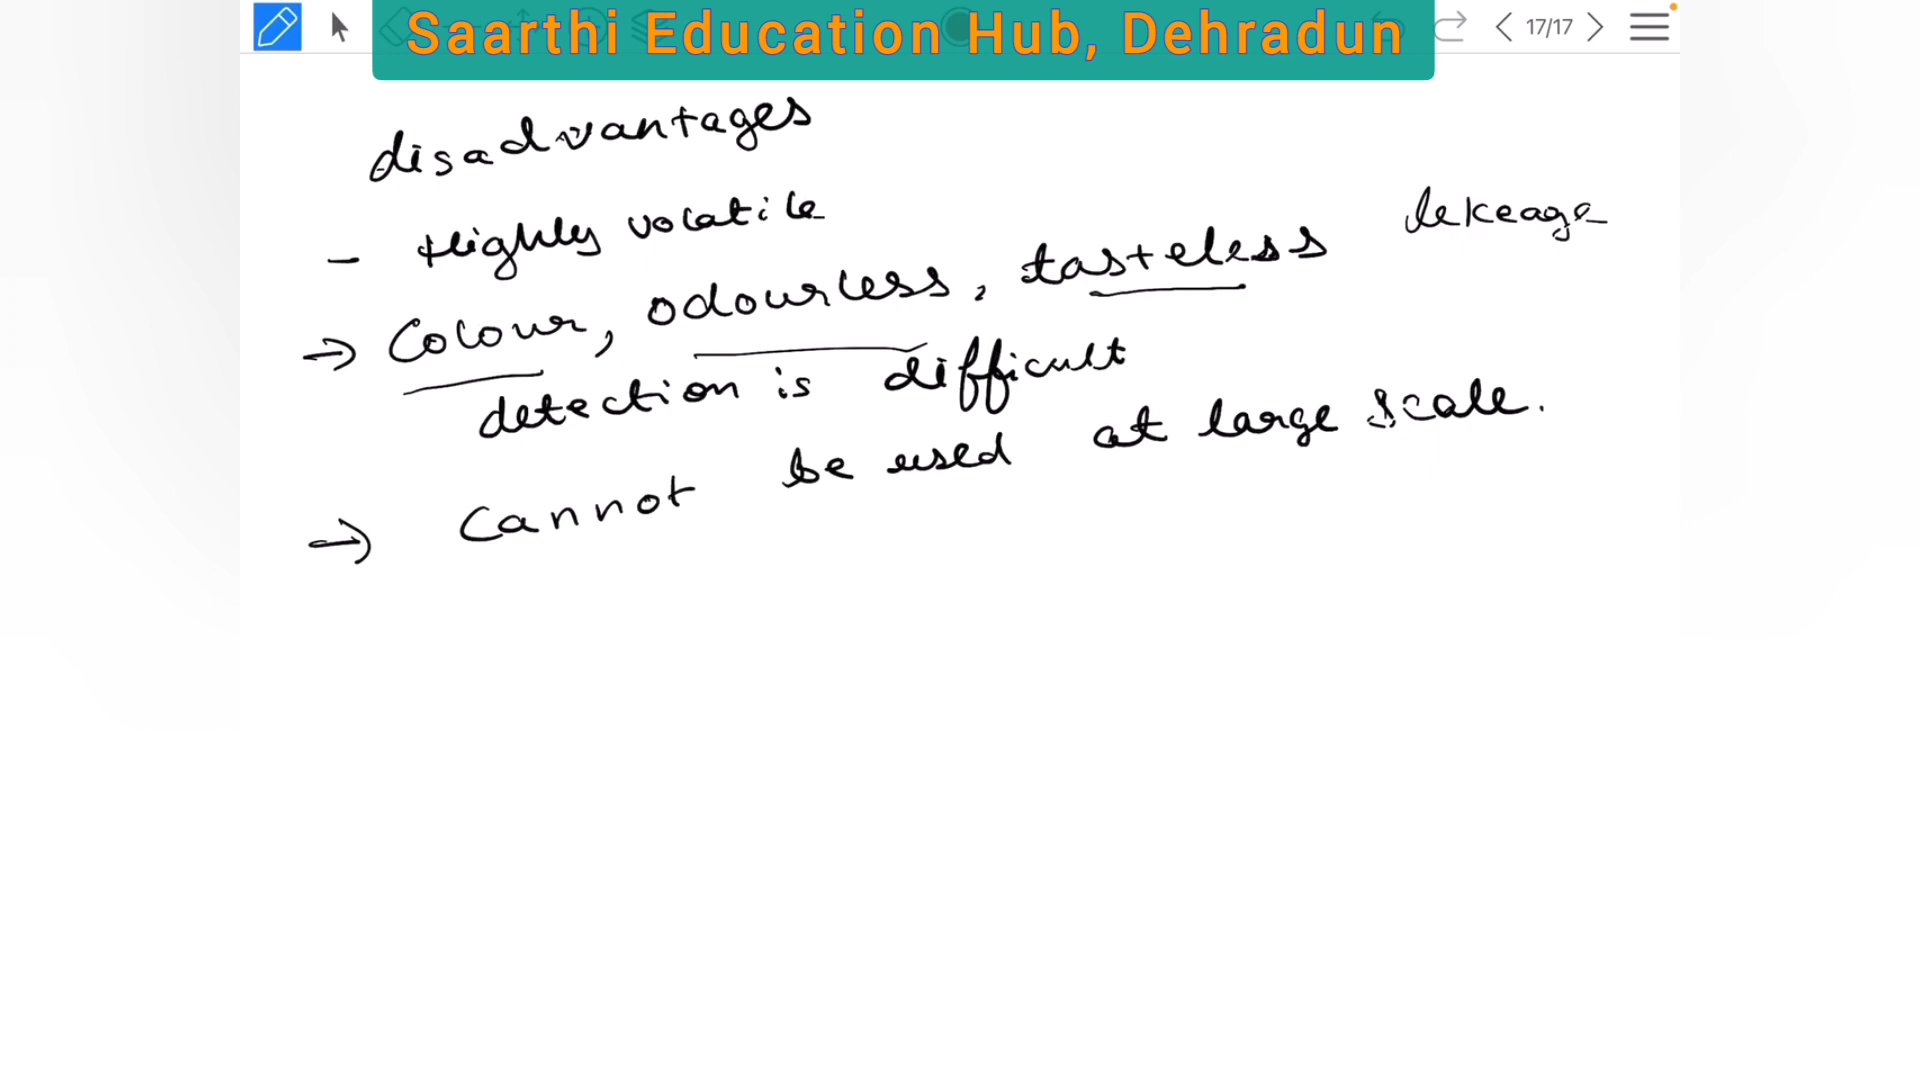 Saarthi Education Hub, Dehradun
17/17
disadvantages
- Highly volatile
→ Colour, odourless, tasteless lekeage
detection is difficult
→ Cannot be used at large scale.